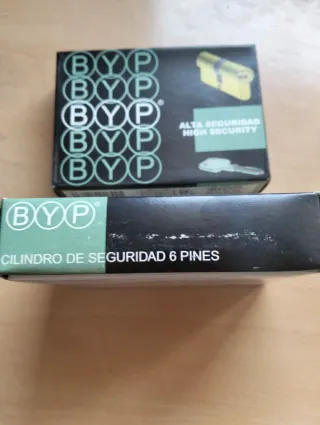 BYP
BYP
BYP®
BYP
BYP
ALTA SEGURIDAD
HIGH SECURITY
BYP®
CILINDRO DE SEGURIDAD 6 PINES